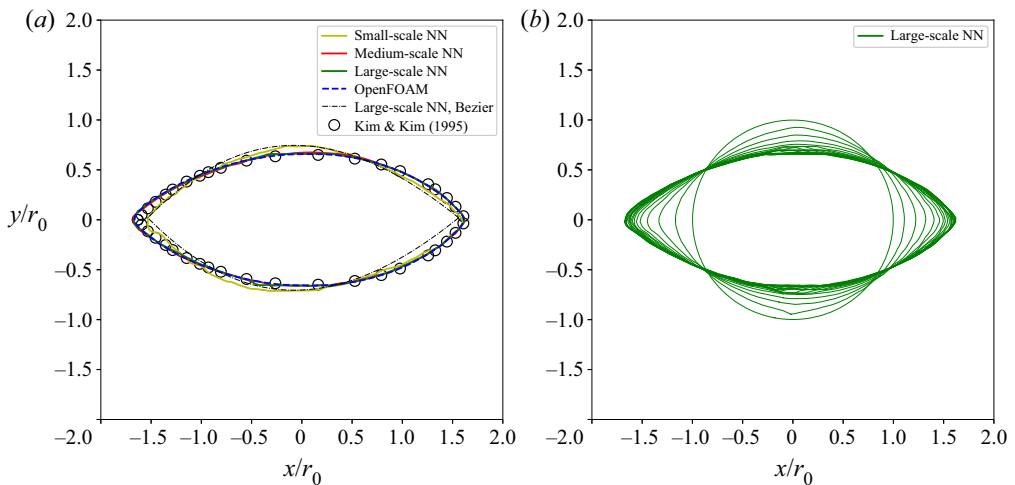 (a)
(b)
2.0
1.5
1.0
0.5
0
–0.5
–1.0
–1.5
–2.0
–1.5
–1.0
–0.5
0
0.5
1.0
1.5
2.0
y/r0
x/r0
Small-scale NN
Medium-scale NN
Large-scale NN
OpenFOAM
Large-scale NN, Bezier
Kim & Kim (1995)
2.0
1.5
1.0
0.5
0
–0.5
–1.0
–1.5
–2.0
–1.5
–1.0
–0.5
0
0.5
1.0
1.5
2.0
x/r0
Large-scale NN